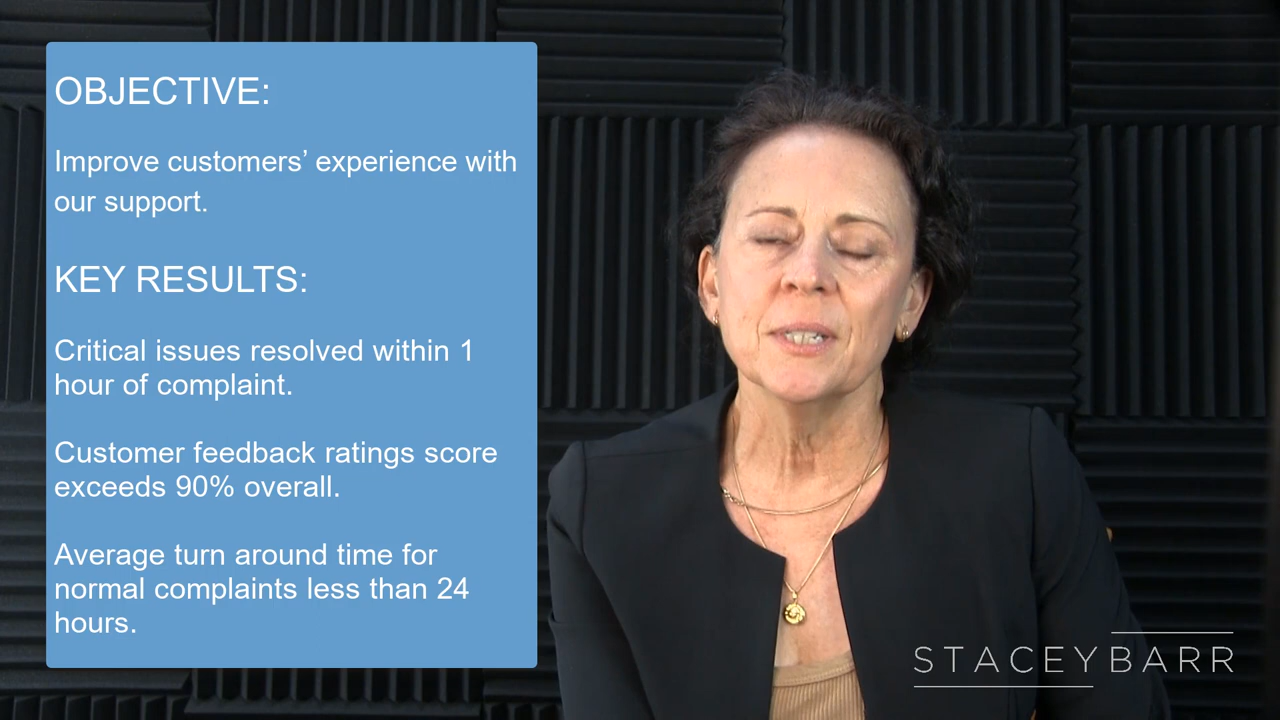 OBJECTIVE:
Improve customers’ experience with
our support.
KEY RESULTS:
Critical issues resolved within 1
hour of complaint.
Customer feedback ratings score
exceeds 90% overall.
Average turn around time for
normal complaints less than 24
hours.
STACEYBARR